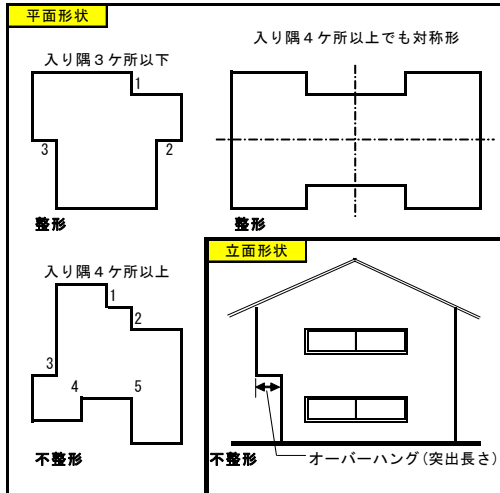 平面形状
入り隅３ケ所以下
1
2
3
整形
入り隅４ケ所以上でも対称形
整形
入り隅４ケ所以上
1
2
3
4
5
不整形
立面形状
オーバーハング(突出長さ)
不整形